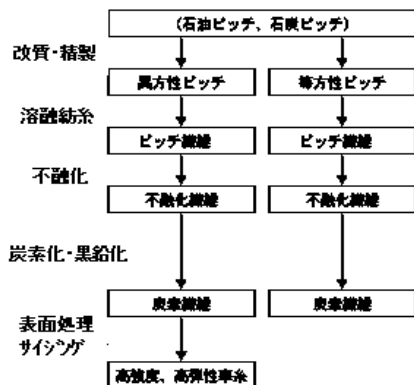 (石油ピッチ、石炭ピッチ)
改質・精製
異方性ピッチ 等方性ピッチ
溶融紡糸
ピッチ繊維 ピッチ繊維
不融化
不融化繊維 不融化繊維
炭素化・黒鉛化
炭素繊維 炭素繊維
表面処理
サイジング
高強度、高弾性率糸